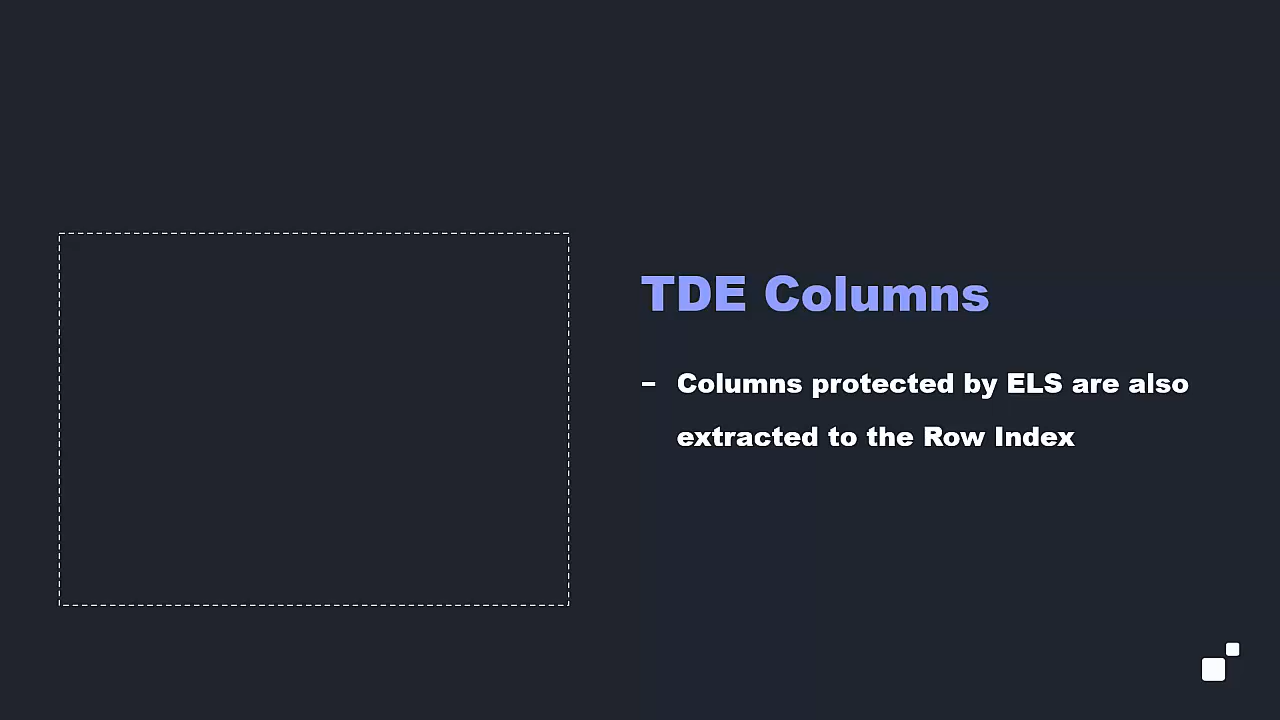 TDE Columns
– Columns protected by ELS are also
extracted to the Row Index